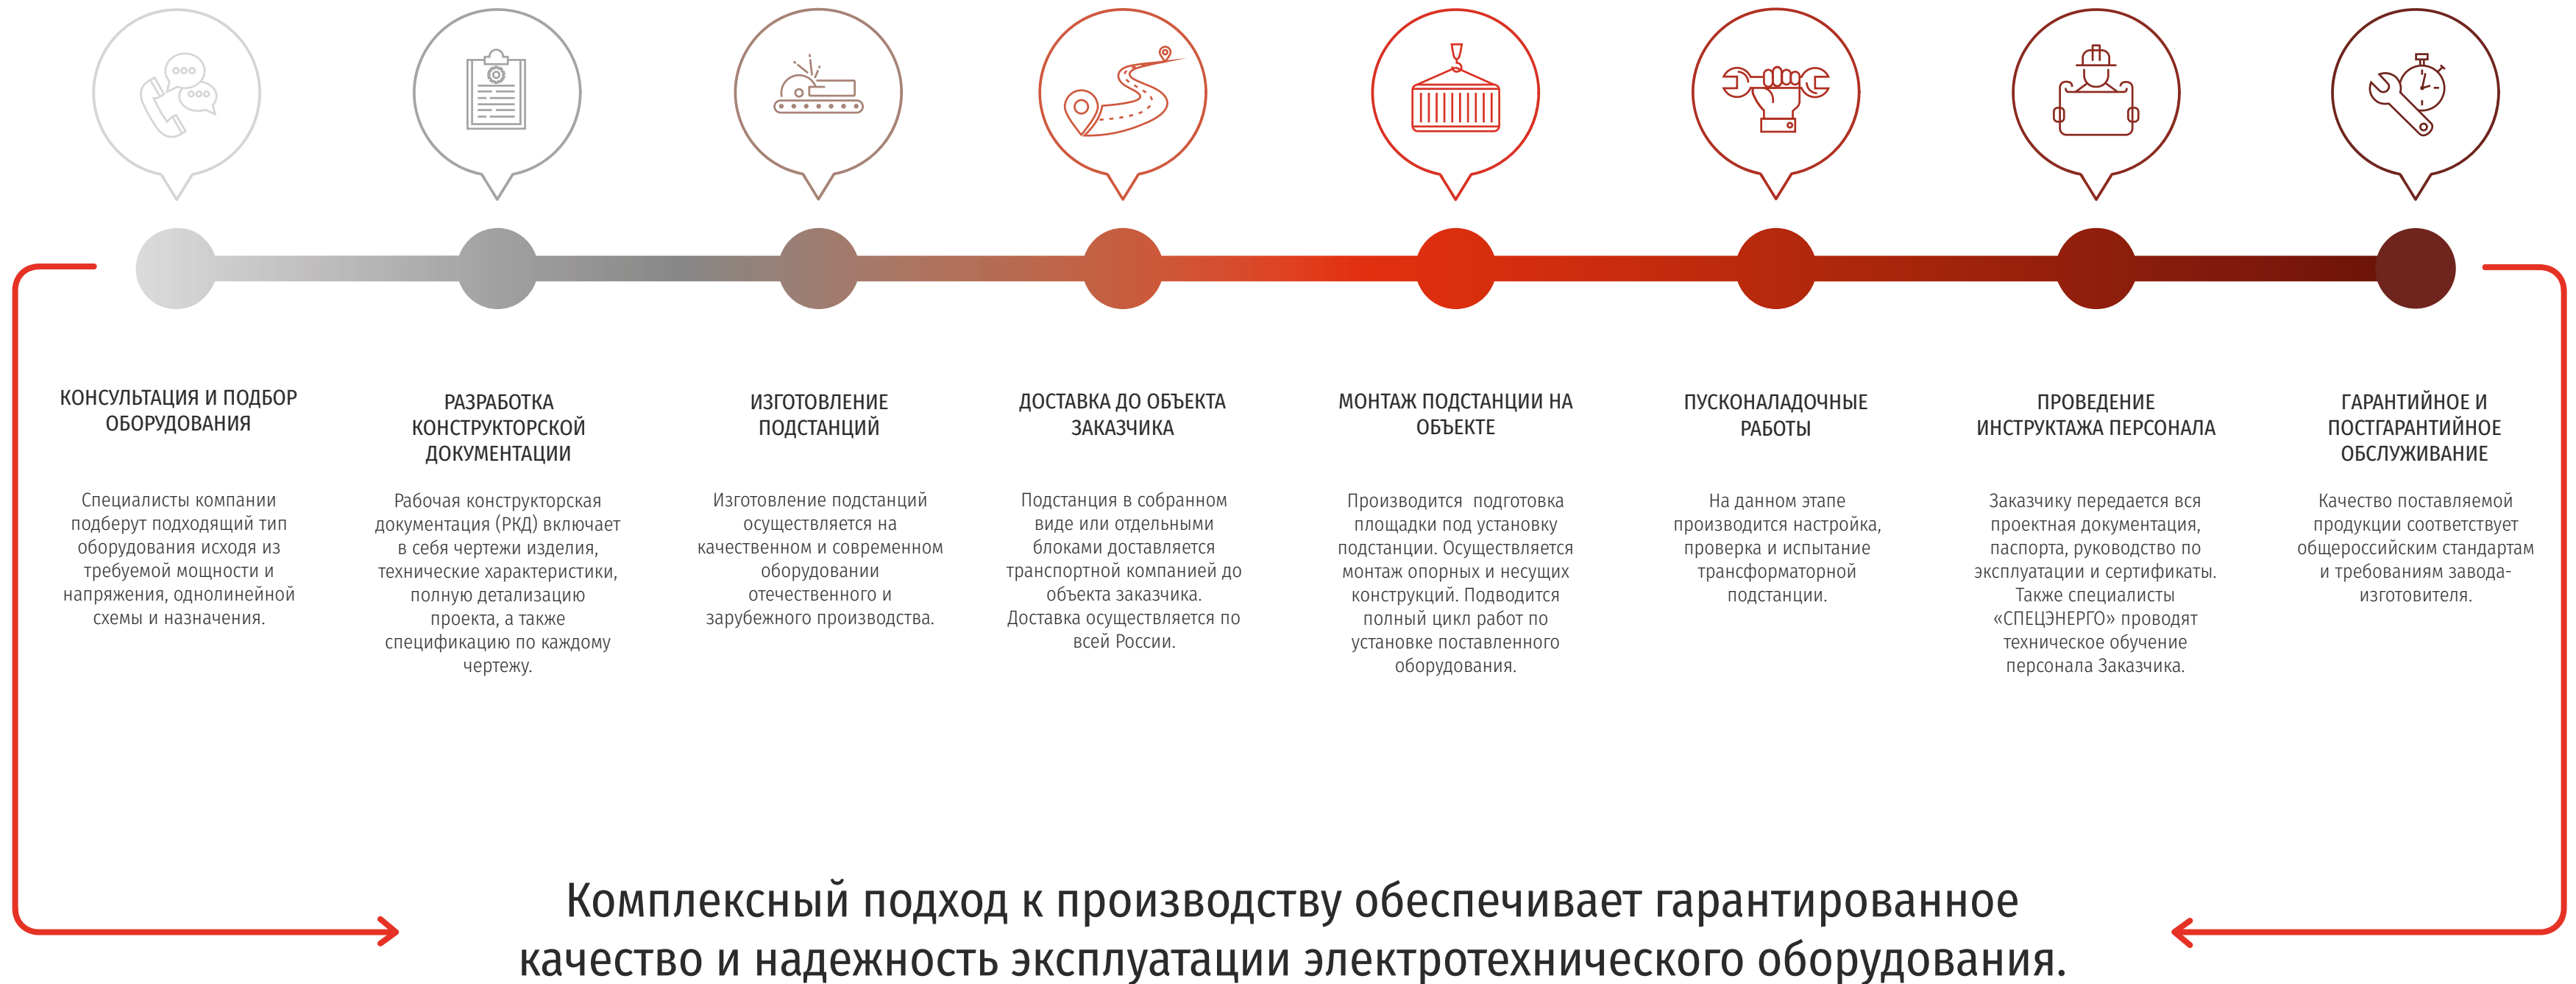 КОНСУЛЬТАЦИЯ И ПОДБОР
ОБОРУДОВАНИЯ
Специалисты компании
подберут подходящий тип
оборудования исходя из
требуемой мощности и
напряжения, однолинейной
схемы и назначения.
РАЗРАБОТКА
КОНСТРУКТОРСКОЙ
ДОКУМЕНТАЦИИ
Рабочая конструкторская
документация (РКД) включает
в себя чертежи изделия,
технические характеристики,
полную детализацию
проекта, а также
спецификацию по каждому
чертежу.
ИЗГОТОВЛЕНИЕ
ПОДСТАНЦИЙ
Изготовление подстанций
осуществляется на
качественном и современном
оборудовании
отечественного и
зарубежного производства.
ДОСТАВКА ДО ОБЪЕКТА
ЗАКАЗЧИКА
Подстанция в собранном
виде или отдельными
блоками доставляется
транспортной компанией до
объекта заказчика.
Доставка осуществляется по
всей России.
МОНТАЖ ПОДСТАНЦИИ НА
ОБЪЕКТЕ
Производится подготовка
площадки под установку
подстанции. Осуществляется
монтаж опорных и несущих
конструкций. Подводится
полный цикл работ по
установке поставленного
оборудования.
ПУСКОНАЛАДОЧНЫЕ
РАБОТЫ
На данном этапе
производится настройка,
проверка и испытание
трансформаторной
подстанции.
ПРОВЕДЕНИЕ
ИНСТРУКТАЖА ПЕРСОНАЛА
Заказчику передается вся
проектная документация,
паспорта, руководство по
эксплуатации и сертификаты.
Также специалисты
«СПЕЦЭНЕРГО» проводят
техническое обучение
персонала Заказчика.
ГАРАНТИЙНОЕ И
ПОСТГАРАНТИЙНОЕ
ОБСЛУЖИВАНИЕ
Качество поставляемой
продукции соответствует
общероссийским стандартам
и требованиям завода-
изготовителя.
Комплексный подход к производству обеспечивает гарантированное
качество и надежность эксплуатации электротехнического оборудования.